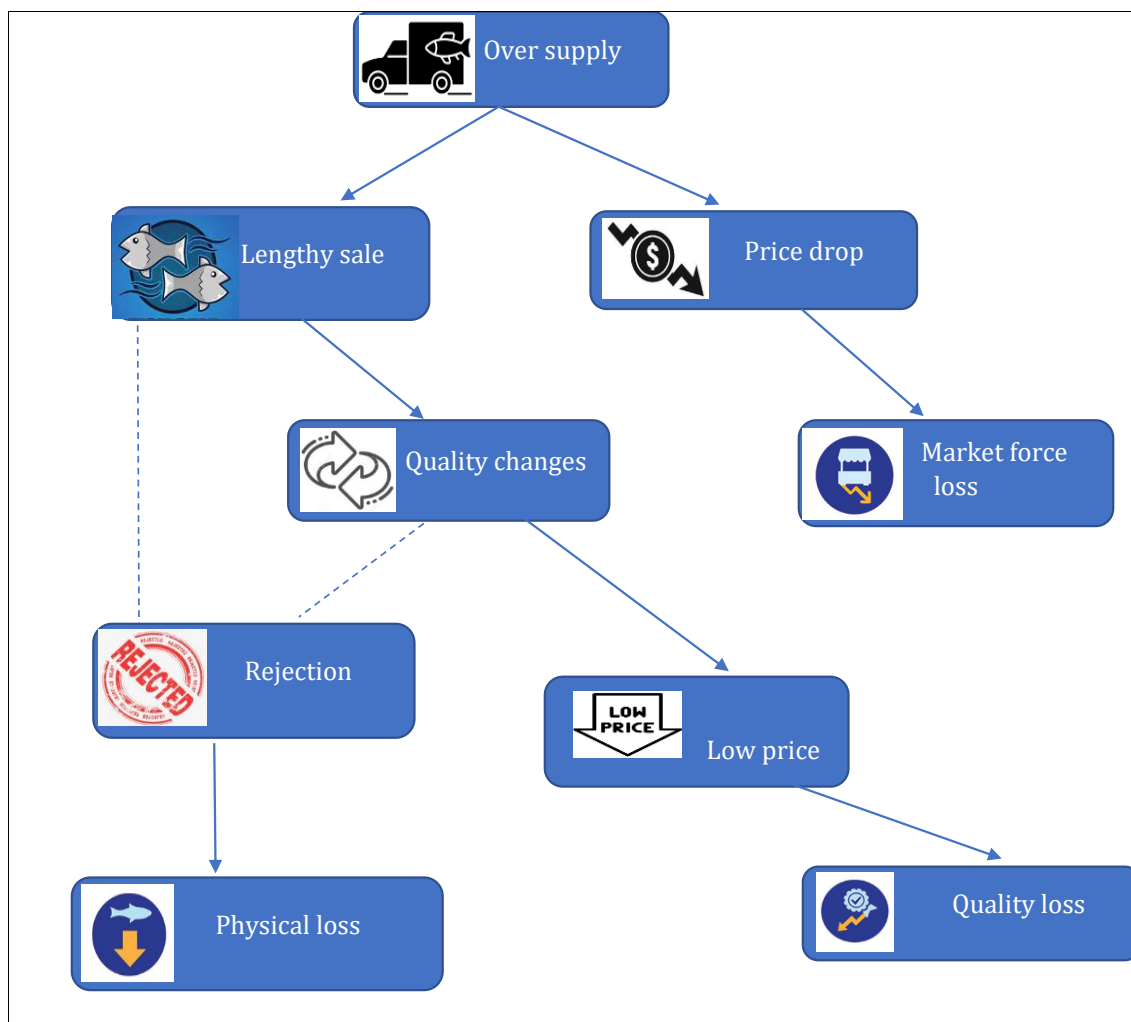 Over supply
Lengthy sale
Price drop
Quality changes
Market force
loss
REJECTED
Rejection
LOW
PRICE
Low price
Physical loss
Quality loss